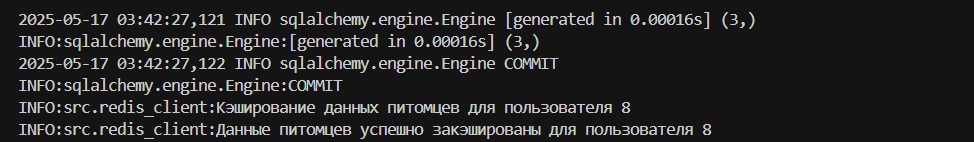 2025-05-17 03:42:27,121 INFO sqlalchemy.engine.Engine [generated in 0.00016s] (3,)
INFO:sqlalchemy.engine.Engine:[generated in 0.00016s] (3,)
2025-05-17 03:42:27,122 INFO sqlalchemy.engine.Engine COMMIT
INFO:sqlalchemy.engine.Engine:COMMIT
INFO:src.redis_client:Кэширование данных питомцев для пользователя 8
INFO:src.redis_client:Данные питомцев успешно закэшированы для пользователя 8